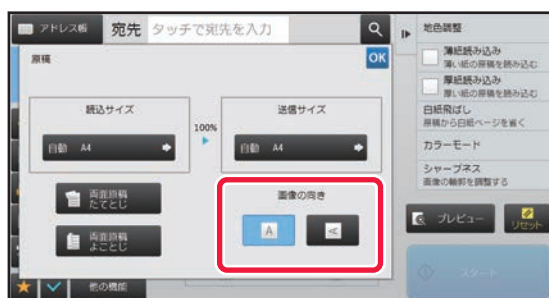 アドレス帳
宛先
タッチで宛先を入力
原稿
OK
読込サイズ
自動 A4
100%
送信サイズ
自動 A4
両面原稿
たてとじ
両面原稿
よことじ
画像の向き
A
A
他の機能
地色調整
薄紙読み込み
薄い紙の原稿を読み込む
厚紙読み込み
厚い紙の原稿を読み込む
白紙飛ばし
原稿から白紙ページを省く
カラーモード
シャープネス
画像の輪郭を調整する
プレビュー
リセット
スタート